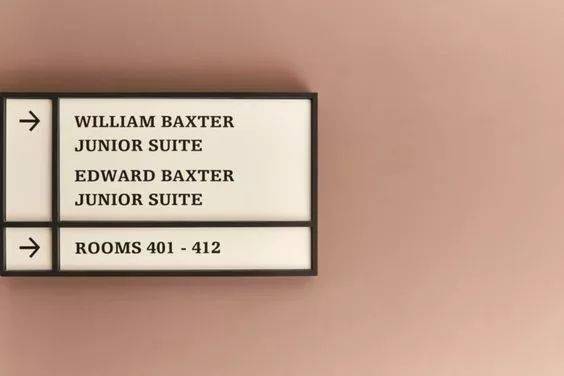 → WILLIAM BAXTER
JUNIOR SUITE
EDWARD BAXTER
JUNIOR SUITE
→ ROOMS 401 - 412